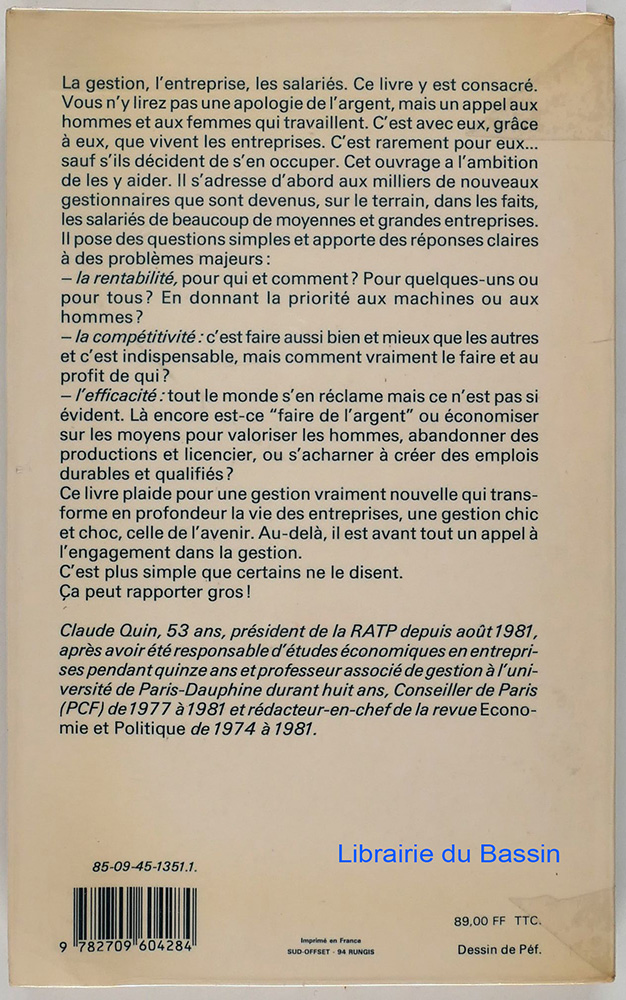 La gestion, l'entreprise, les salariés. Ce livre y est consacré.
Vous n'y lirez pas une apologie de l'argent, mais un appel aux
hommes et aux femmes qui travaillent. C'est avec eux, grâce
à eux, que vivent les entreprises. C'est rarement pour eux...
sauf s'ils décident de s'en occuper. Cet ouvrage a l'ambition
de les y aider. Il s'adresse d'abord aux milliers de nouveaux
gestionnaires que sont devenus, sur le terrain, dans les faits,
les salariés de beaucoup de moyennes et grandes entreprises.
Il pose des questions simples et apporte des réponses claires
à des problèmes majeurs :
– la rentabilité, pour qui et comment ? Pour quelques-uns ou
pour tous ? En donnant la priorité aux machines ou aux
hommes ?
– la compétitivité : c'est faire aussi bien et mieux que les autres
et c'est indispensable, mais comment vraiment le faire et au
profit de qui ?
– l'efficacité : tout le monde s'en réclame mais ce n'est pas si
évident. Là encore est-ce "faire de l'argent" ou économiser
sur les moyens pour valoriser les hommes, abandonner des
productions et licencier, ou s'acharner à créer des emplois
durables et qualifiés ?
Ce livre plaide pour une gestion vraiment nouvelle qui trans-
forme en profondeur la vie des entreprises, une gestion chic
et choc, celle de l'avenir. Au-delà, il est avant tout un appel à
l'engagement dans la gestion.
C'est plus simple que certains ne le disent.
Ça peut rapporter gros !
Claude Quin, 53 ans, président de la RATP depuis août 1981,
après avoir été responsable d'études économiques en entrepri-
ses pendant quinze ans et professeur associé de gestion à l'uni-
versité de Paris-Dauphine durant huit ans, Conseiller de Paris
(PCF) de 1977 à 1981 et rédacteur-en-chef de la revue Econo-
mie et Politique de 1974 à 1981.
Librairie du Bassin
85-09-45-1351.1.
9 782709 604284
Imprimé en France
SUD-OFFSET - 94 RUNGIS
89,00 FF TTC.
Dessin de Péf.